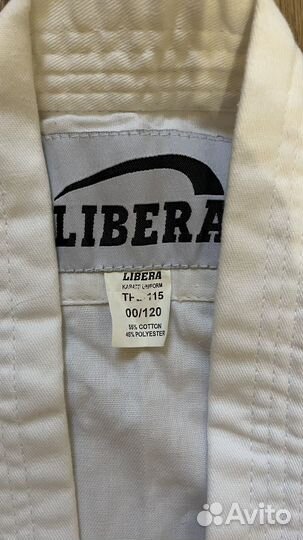 LIBERA
LIBERA
KARATE UNIFORM
115
00/120
55% COTTON
45% POLYESTER
Avito